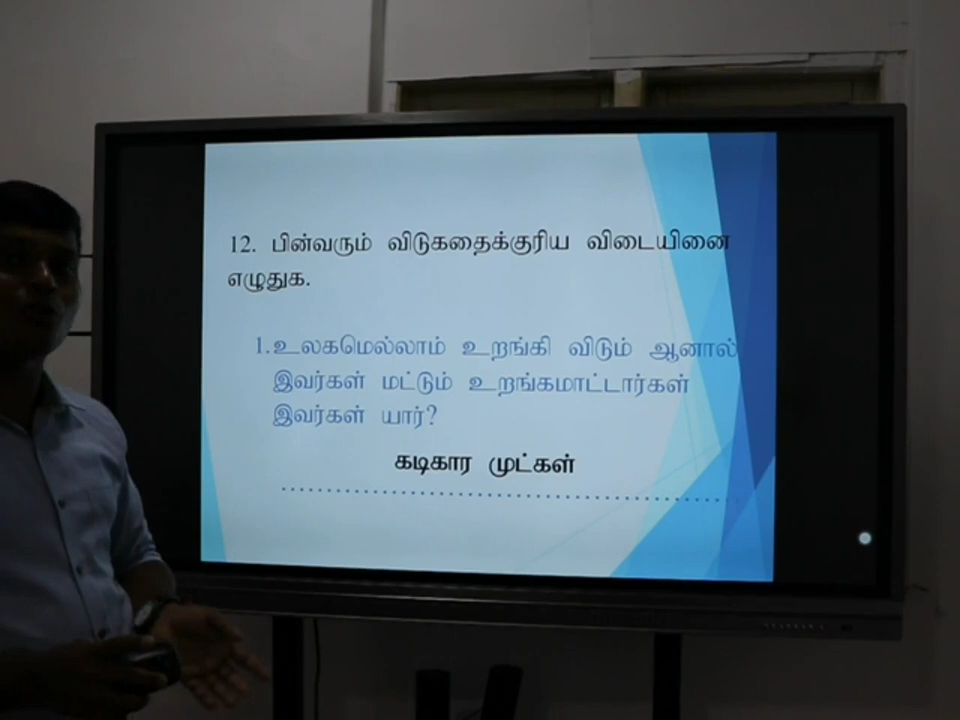 12. பின்வரும் விடுகதைக்குரிய விடையினை
எழுதுக.
1.உலகமெல்லாம் உறங்கி விடும் ஆனால்
இவர்கள் மட்டும் உறங்கமாட்டார்கள்
இவர்கள் யார்?
கடிகார முட்கள்